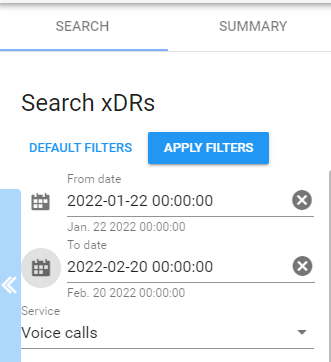 SEARCH SUMMARY
Search xDRs
DEFAULT FILTERS APPLY FILTERS
From date
2022-01-22 00:00:00
Jan. 22 2022 00:00:00
To date
2022-02-20 00:00:00
Feb. 20 2022 00:00:00
Service
Voice calls